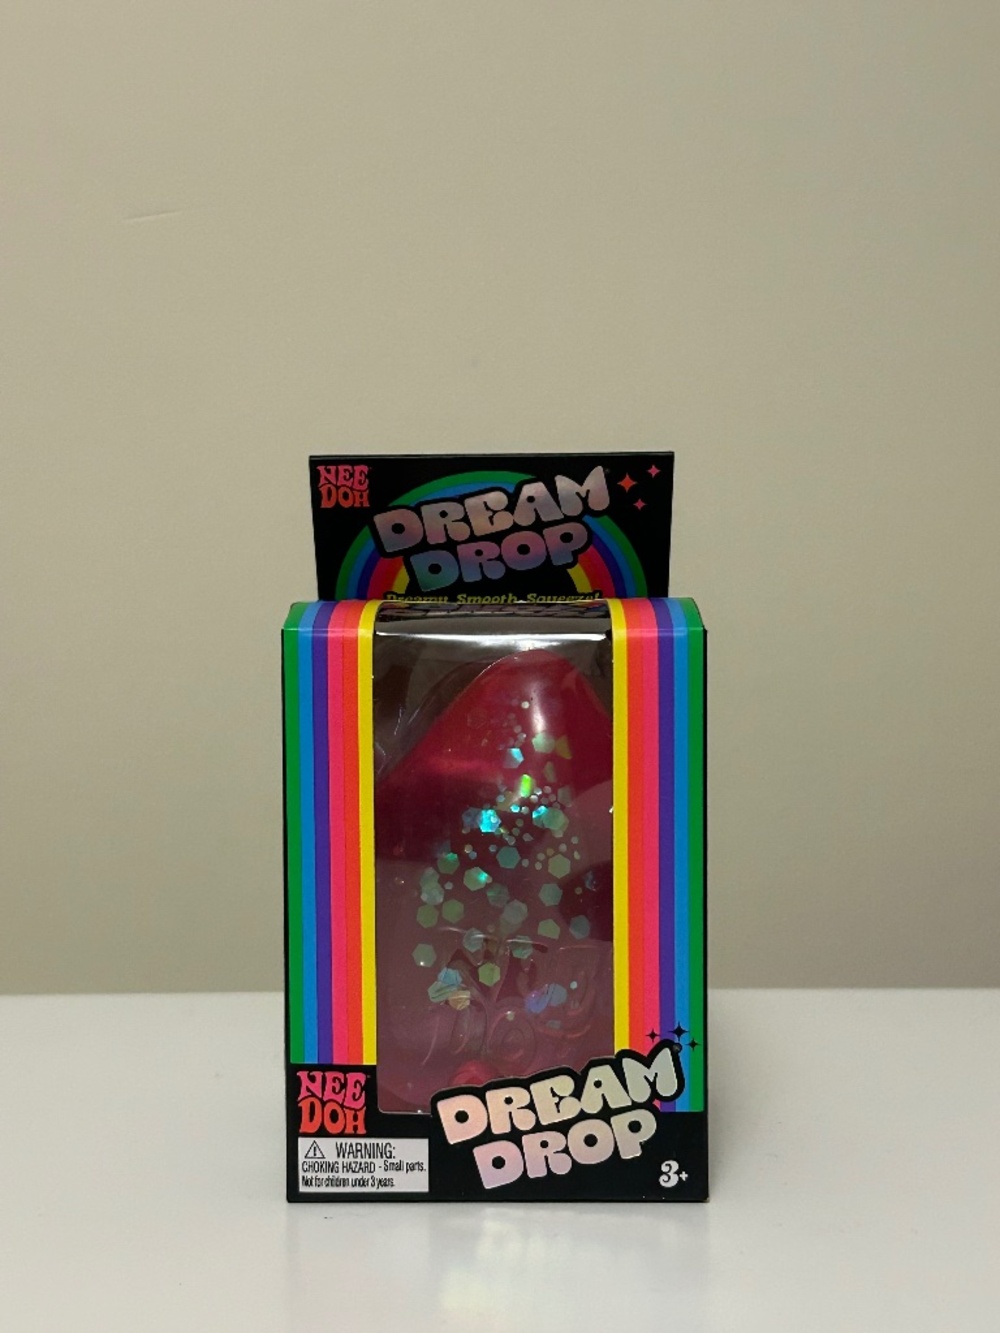 NEE
DOH
DREAM
DROP
Dreamy. Smooth. Squeeze!
NEE
DOH
DREAM
DROP
WARNING:
CHOKING HAZARD - Small parts.
Not for children under 3 years.
3+